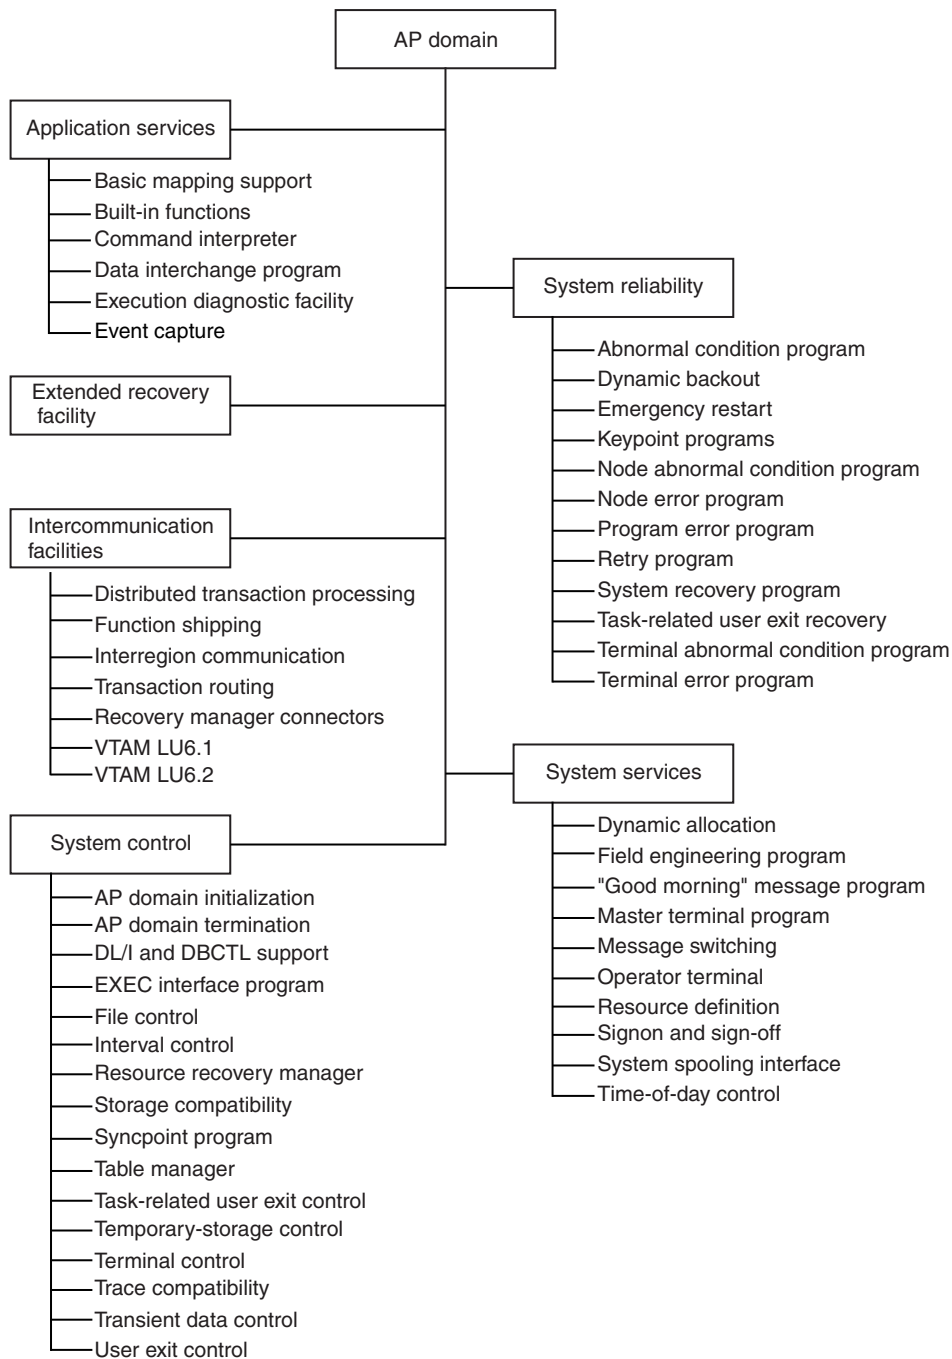 AP domain
Application services
Basic mapping support
Built-in functions
Command interpreter
Data interchange program
Execution diagnostic facility
Event capture
Extended recovery
facility
Intercommunication
facilities
Distributed transaction processing
Function shipping
Interregion communication
Transaction routing
Recovery manager connectors
VTAM LU6.1
VTAM LU6.2
System control
AP domain initialization
AP domain termination
DL/I and DBCTL support
EXEC interface program
File control
Interval control
Resource recovery manager
Storage compatibility
Syncpoint program
Table manager
Task-related user exit control
Temporary-storage control
Terminal control
Trace compatibility
Transient data control
User exit control
System reliability
Abnormal condition program
Dynamic backout
Emergency restart
Keypoint programs
Node abnormal condition program
Node error program
Program error program
Retry program
System recovery program
Task-related user exit recovery
Terminal abnormal condition program
Terminal error program
System services
Dynamic allocation
Field engineering program
"Good morning" message program
Master terminal program
Message switching
Operator terminal
Resource definition
Signon and sign-off
System spooling interface
Time-of-day control